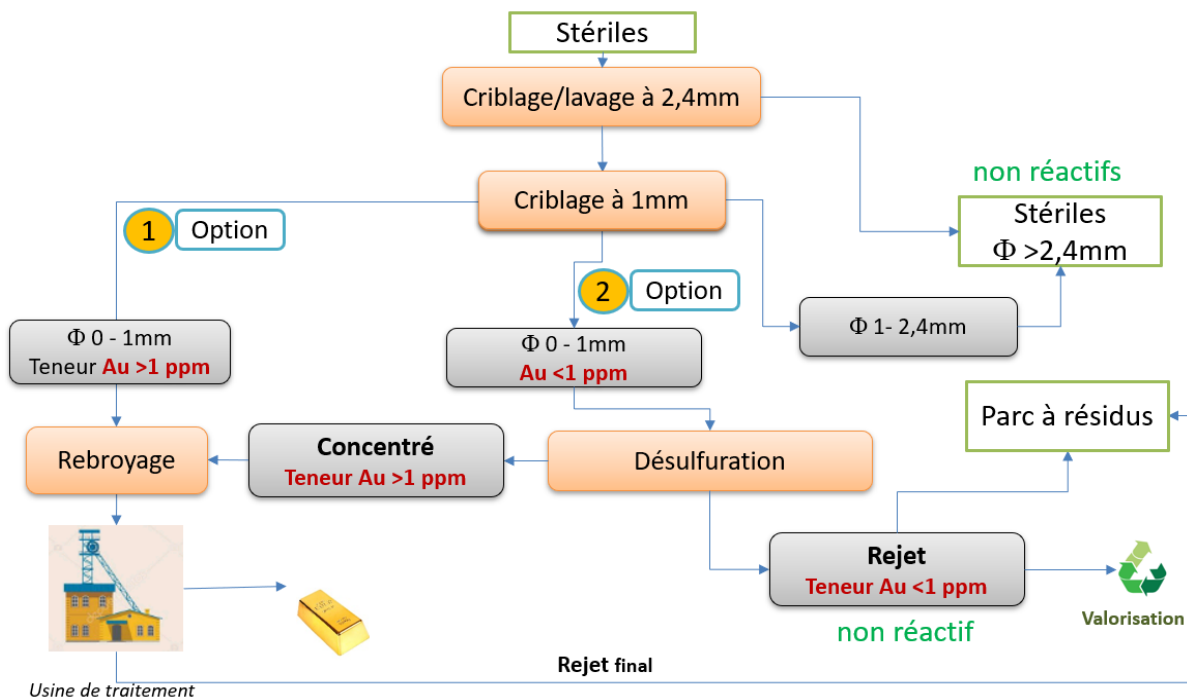 Stériles
Criblage/lavage à 2,4mm
non réactifs
Criblage à 1mm
Stériles
Φ >2,4mm
1 Option
2 Option
Φ 1- 2,4mm
Φ 0 - 1mm
Teneur Au >1 ppm
Φ 0 - 1mm
Au <1 ppm
Parc à résidus
Rebroyage
Concentré
Teneur Au >1 ppm
Désulfuration
Rejet
Teneur Au <1 ppm
non réactif
Valorisation
Rejet final
Usine de traitement